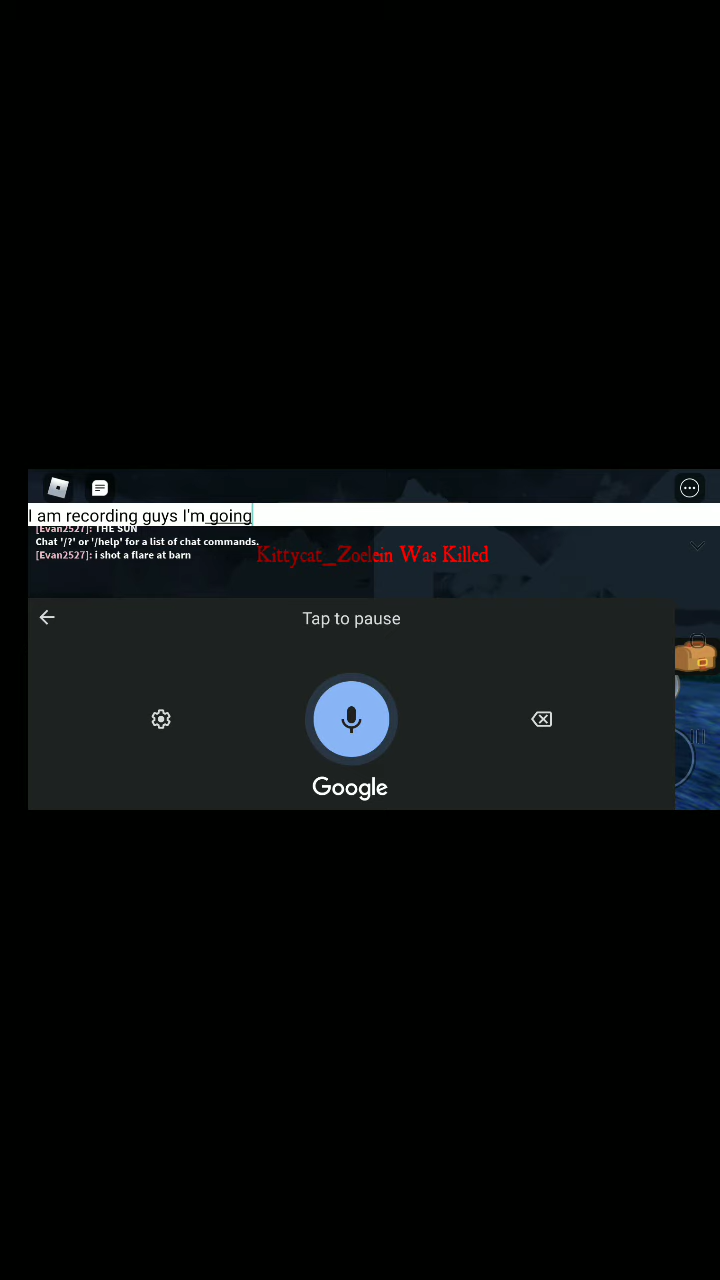 I am recording guys I'm going
[Evan2527]: THE SUN
Chat '/?' or '/help' for a list of chat commands.
[Evan2527]: i shot a flare at barn
Kittycat_Zoelein Was Killed
Tap to pause
Google